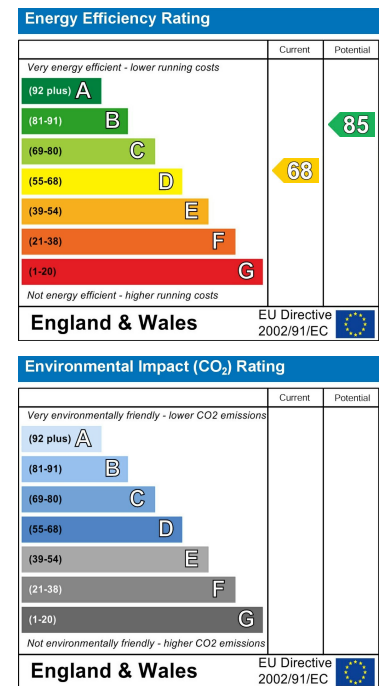 Energy Efficiency Rating
Current Potential
Very energy efficient - lower running costs
(92 plus) A
(81-91) B
85
(69-80) C
68
(55-68) D
(39-54) E
(21-38) F
(1-20) G
Not energy efficient - higher running costs
England & Wales
EU Directive
2002/91/EC
Environmental Impact (CO₂) Rating
Current Potential
Very environmentally friendly - lower CO2 emissions
(92 plus) A
(81-91) B
(69-80) C
(55-68) D
(39-54) E
(21-38) F
(1-20) G
Not environmentally friendly - higher CO2 emissions
England & Wales
EU Directive
2002/91/EC